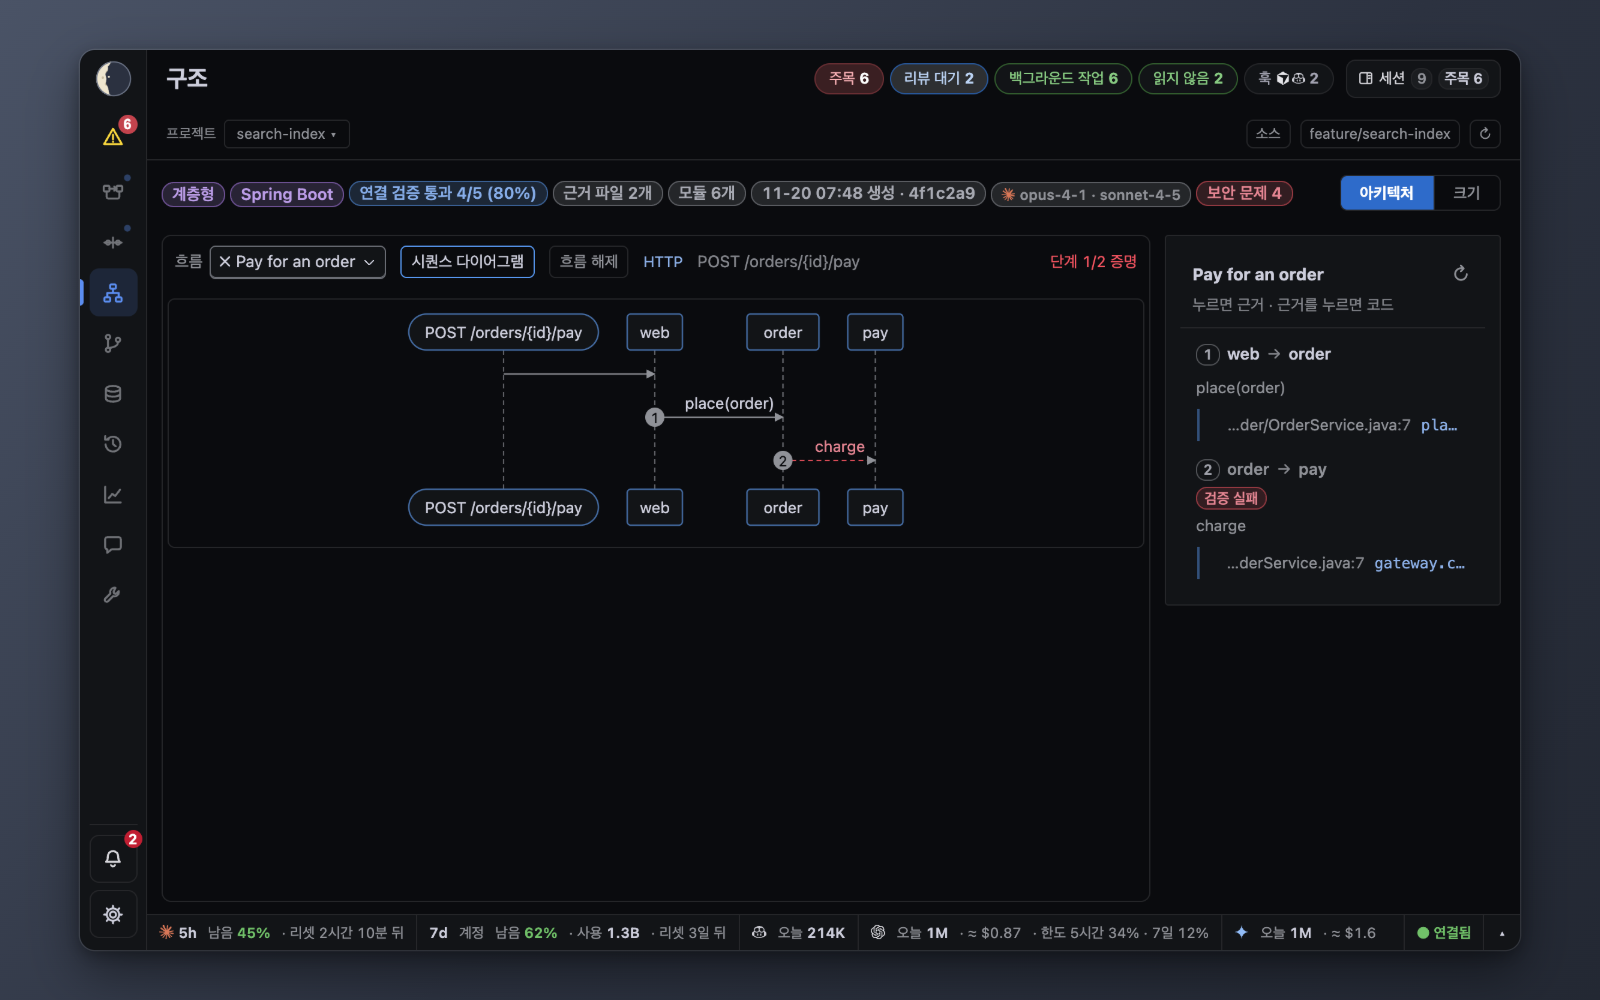 구조
주목 6
리뷰 대기 2
백그라운드 작업 6
읽지 않음 2
훅 2
세션 9 주목 6
6
프로젝트 search-index ▾
소스
feature/search-index
계층형
Spring Boot
연결 검증 통과 4/5 (80%)
근거 파일 2개
모듈 6개
11-20 07:48 생성 · 4f1c2a9
opus-4-1 · sonnet-4-5
보안 문제 4
아키텍처
크기
흐름
✕ Pay for an order
시퀀스 다이어그램
흐름 해제
HTTP POST /orders/{id}/pay
단계 1/2 증명
POST /orders/{id}/pay
web
order
pay
place(order)
1
charge
2
POST /orders/{id}/pay
web
order
pay
Pay for an order
누르면 근거 · 근거를 누르면 코드
1 web → order
place(order)
…der/OrderService.java:7 pla…
2 order → pay
검증 실패
charge
…derService.java:7 gateway.c…
2
5h 남음 45% · 리셋 2시간 10분 뒤
7d 계정 남음 62% · 사용 1.3B · 리셋 3일 뒤
오늘 214K
오늘 1M · ≈ $0.87 · 한도 5시간 34% · 7일 12%
오늘 1M · ≈ $1.6
연결됨